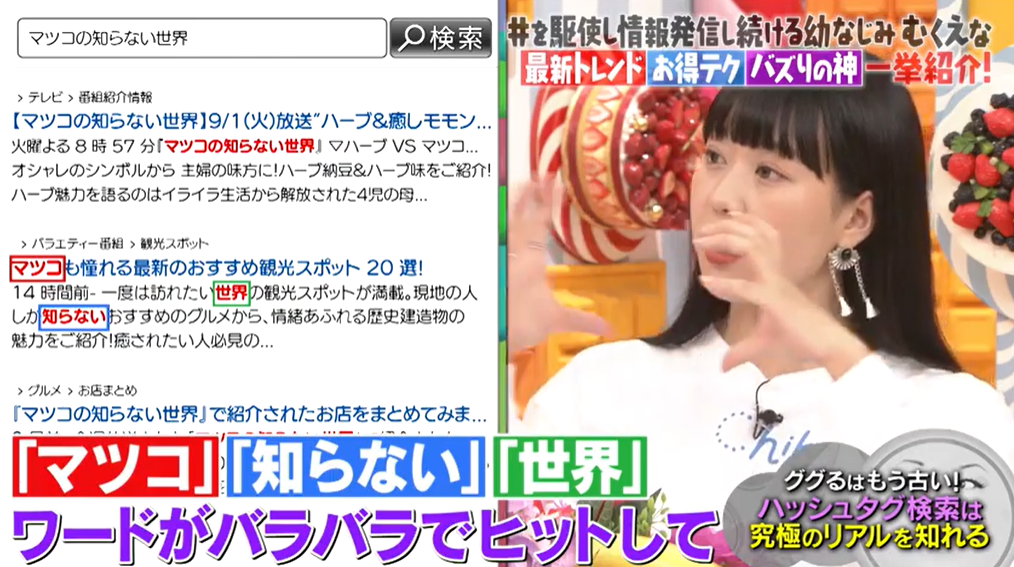 マツコの知らない世界
検索
> テレビ > 番組紹介情報
【マツコの知らない世界】9/1(火)放送“ハーブ&癒しモモン...
火曜よる8時57分『マツコの知らない世界』▽ハーブ VS マツコ...
オシャレのシンボルから 主婦の味方に!ハーブ納豆&ハーブ味をご紹介!
ハーブ魅力を語るのはイライラ生活から解放された4児の母...
> バラエティー番組 > 観光スポット
マツコも憧れる最新のおすすめ観光スポット 20 選!
14 時間前- 一度は訪れたい世界の観光スポットが満載。現地の人
しか知らないおすすめのグルメから、情緒あふれる歴史建造物の
魅力をご紹介!癒されたい人必見の...
> グルメ > お店まとめ
『マツコの知らない世界』で紹介されたお店をまとめてみま...
#を駆使し情報発信し続ける幼なじみ むくえな
最新トレンド お得テク バズりの神 一挙紹介!
Chih
ググるはもう古い!
ハッシュタグ検索は
究極のリアルを知れる
「マツコ」「知らない」「世界」
ワードがバラバラでヒットして